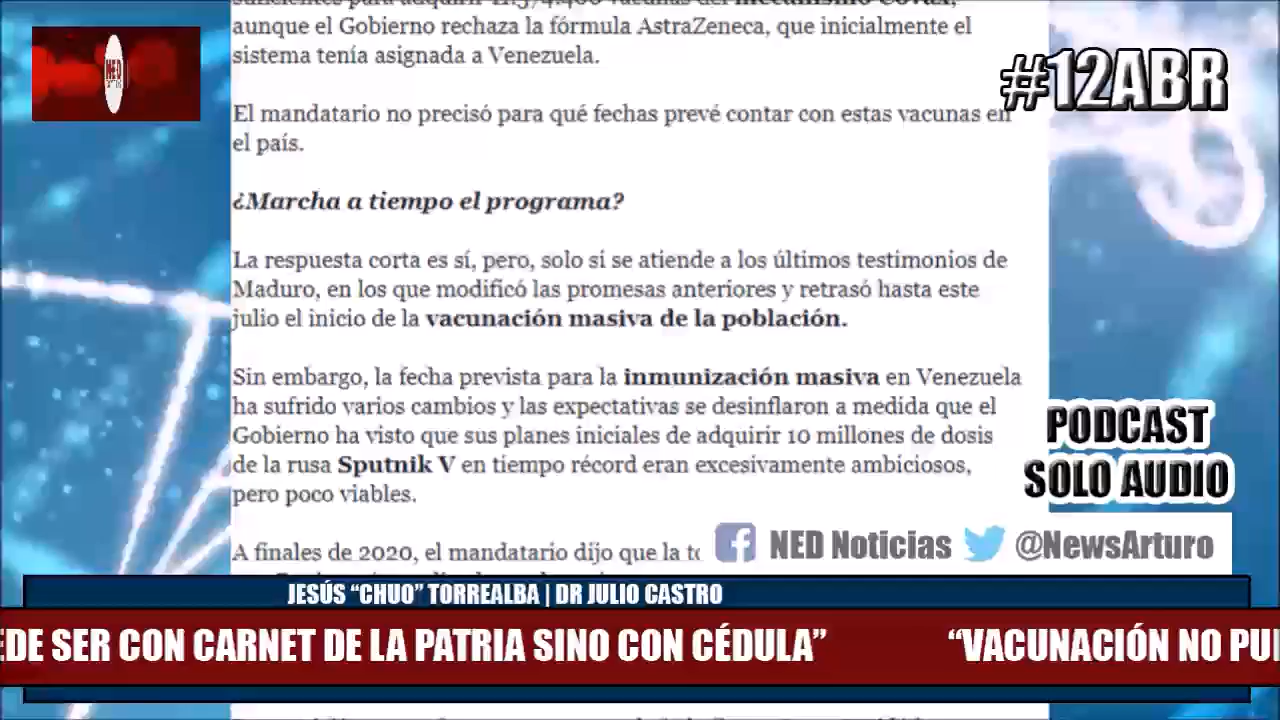 aunque el Gobierno rechaza la fórmula AstraZeneca, que inicialmente el
sistema tenía asignada a Venezuela.
El mandatario no precisó para qué fechas prevé contar con estas vacunas en
el país.
¿Marcha a tiempo el programa?
La respuesta corta es sí, pero, solo si se atiende a los últimos testimonios de
Maduro, en los que modificó las promesas anteriores y retrasó hasta este
julio el inicio de la vacunación masiva de la población.
Sin embargo, la fecha prevista para la inmunización masiva en Venezuela
ha sufrido varios cambios y las expectativas se desinflaron a medida que el
Gobierno ha visto que sus planes iniciales de adquirir 10 millones de dosis
de la rusa Sputnik V en tiempo récord eran excesivamente ambiciosos,
pero poco viables.
A finales de 2020, el mandatario dijo que la
NED
#12ABR
PODCAST
SOLO AUDIO
NED Noticias @NewsArturo
JESÚS “CHUO” TORREALBA | DR JULIO CASTRO
EDE SER CON CARNET DE LA PATRIA SINO CON CÉDULA” “VACUNACIÓN NO PU